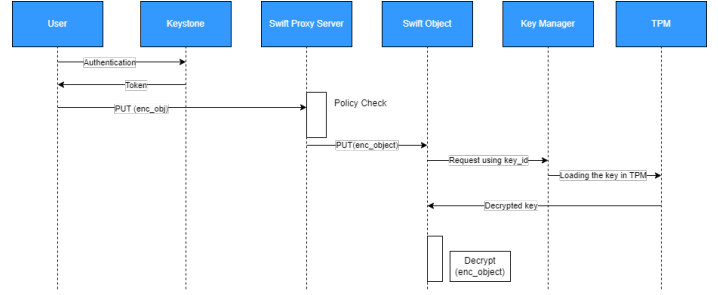 User
Keystone
Swift Proxy Server
Swift Object
Key Manager
TPM
Authentication
Token
PUT (enc_obj)
Policy Check
PUT(enc_object)
Request using key_id
Loading the key in TPM
Decrypted key
Decrypt
(enc_object)